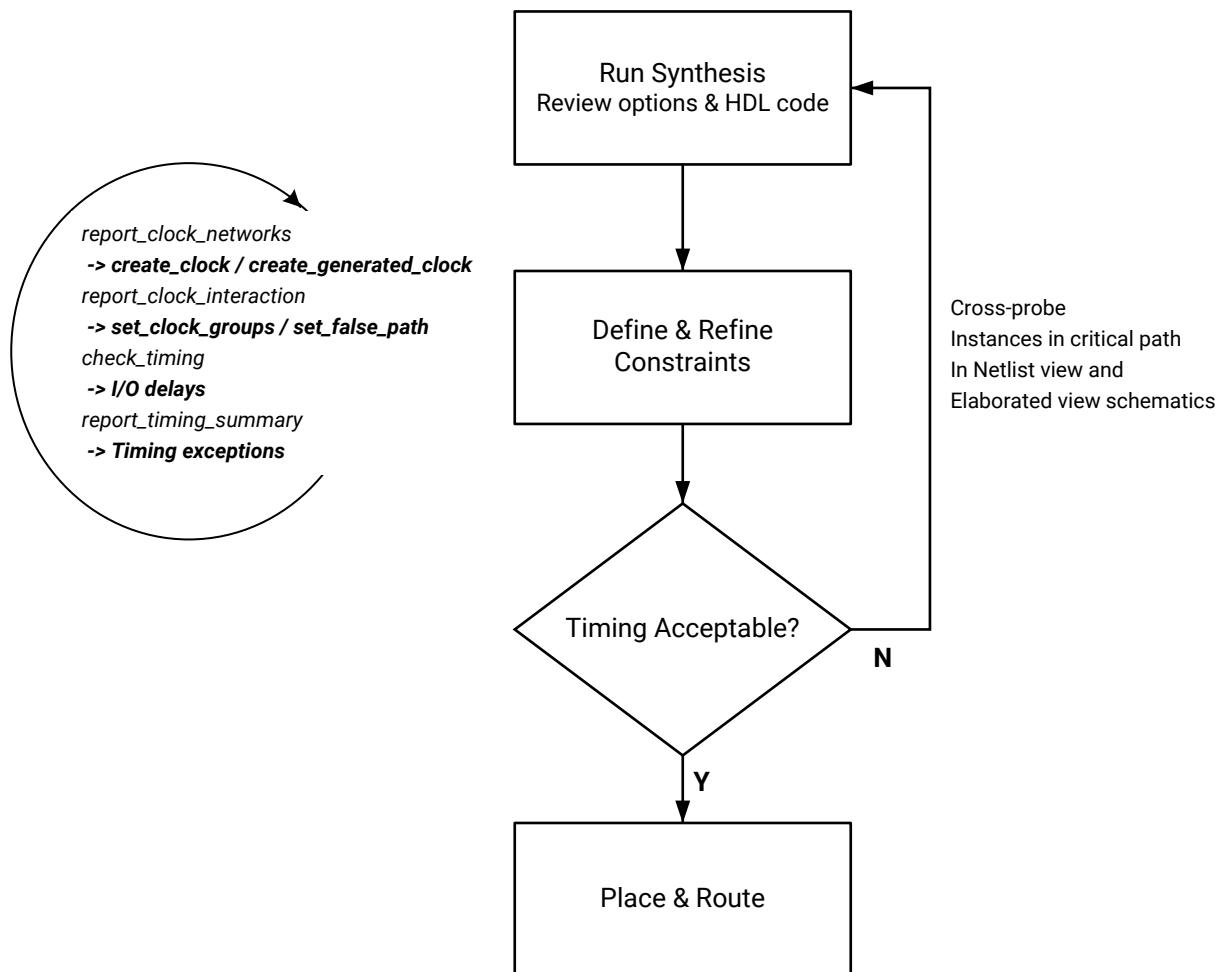 Run Synthesis
Review options & HDL code
report_clock_networks
-> create_clock / create_generated_clock
report_clock_interaction
-> set_clock_groups / set_false_path
check_timing
-> I/O delays
report_timing_summary
-> Timing exceptions
Define & Refine
Constraints
Cross-probe
Instances in critical path
In Netlist view and
Elaborated view schematics
Timing Acceptable?
N
Y
Place & Route